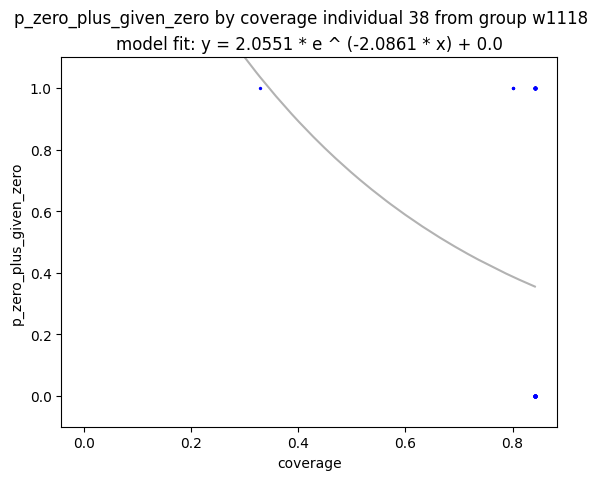 p_zero_plus_given_zero by coverage individual 38 from group w1118
model fit: y = 2.0551 * e ^ (-2.0861 * x) + 0.0
1.0
0.8
0.6
0.4
0.2
0.0
p_zero_plus_given_zero
0.0 0.2 0.4 0.6 0.8
coverage